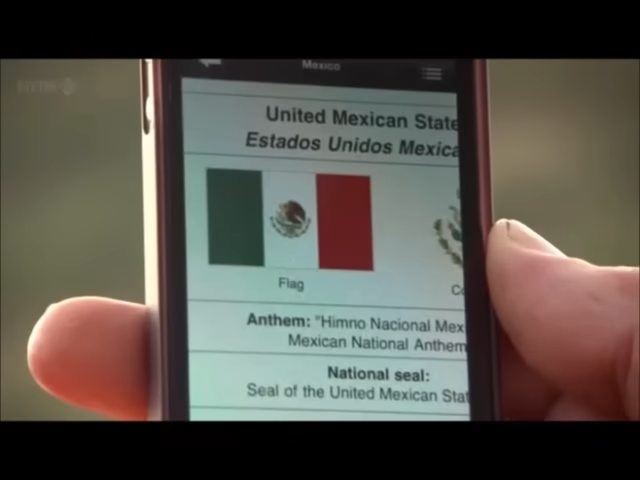 Mexico
United Mexican State
Estados Unidos Mexica
Flag
Co
Anthem: "Himno Nacional Mex
Mexican National Anthem
National seal:
Seal of the United Mexican Stat